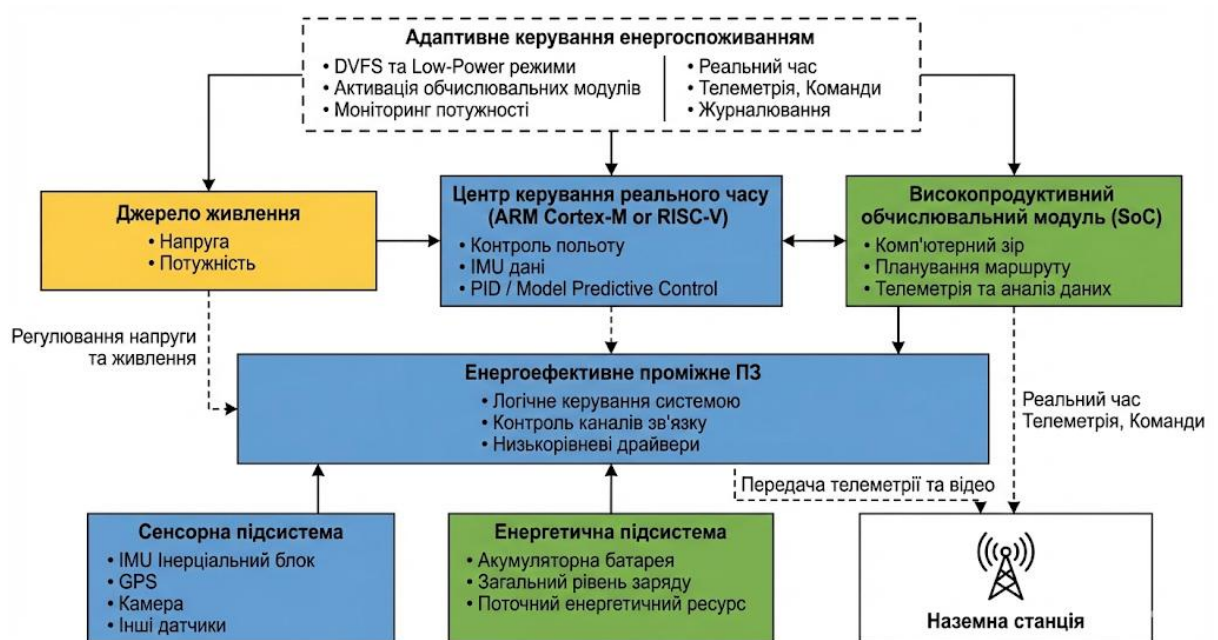 Адаптивне керування енергоспоживанням
• DVFS та Low-Power режими
• Активація обчислювальних модулів
• Моніторинг потужності
• Реальний час
• Телеметрія, Команди
• Журналювання
Джерело живлення
• Напруга
• Потужність
Центр керування реального часу
(ARM Cortex-M or RISC-V)
• Контроль польоту
• IMU дані
• PID / Model Predictive Control
Високопродуктивний
обчислювальний модуль (SoC)
• Комп'ютерний зір
• Планування маршруту
• Телеметрія та аналіз даних
Регулювання напруги
та живлення
Енергоефективне проміжне ПЗ
• Логічне керування системою
• Контроль каналів зв'язку
• Низькорівневі драйвери
Реальний час
Телеметрія, Команди
Передача телеметрії та відео
Сенсорна підсистема
• IMU Інерціальний блок
• GPS
• Камера
• Інші датчики
Енергетична підсистема
• Акумуляторна батарея
• Загальний рівень заряду
• Поточний енергетичний ресурс
Наземна станція